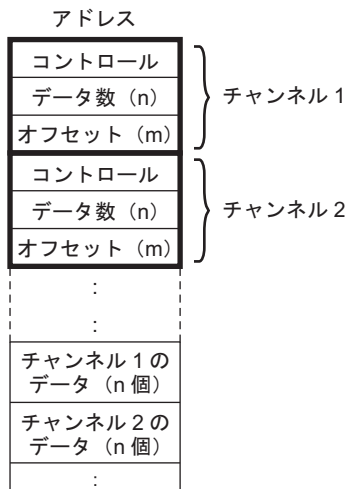 アドレス
コントロール
データ数（n）
オフセット（m）
チャンネル 1
コントロール
データ数（n）
オフセット（m）
チャンネル 2
:
:
チャンネル 1 の
データ（n 個）
チャンネル 2 の
データ（n 個）
: